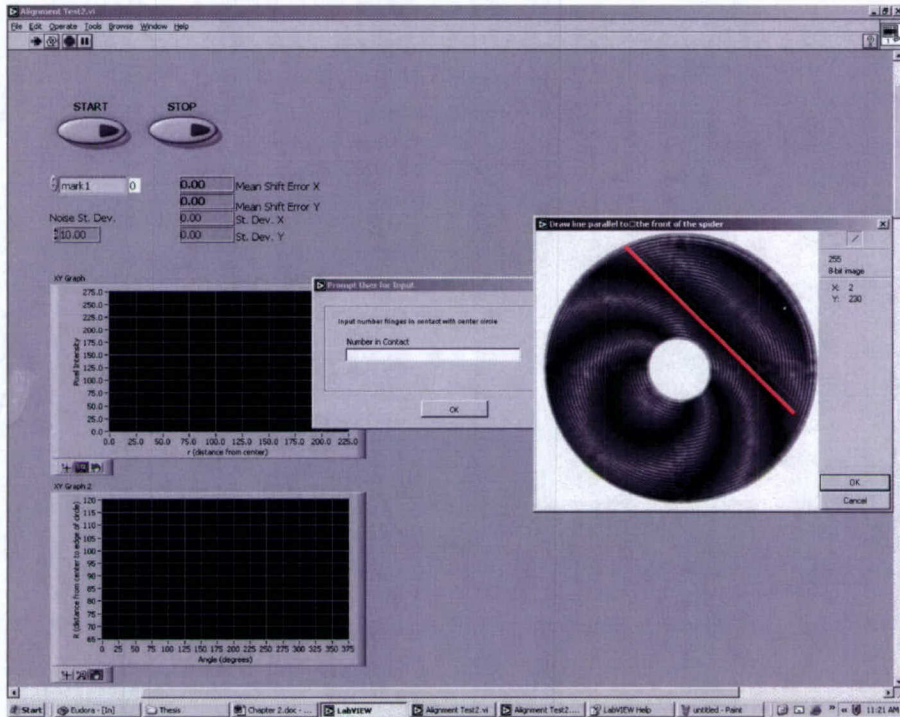 Alignment Test2.vi
File Edit Operate Tools Browse Window Help
START STOP
mark1 0
0.00 Mean Shift Error X
0.00 Mean Shift Error Y
Noise St. Dev.
0.00 St. Dev. X
10.00
0.00 St. Dev. Y
XY Graph
Pixel Intensity
275.0
250.0
225.0
200.0
175.0
150.0
125.0
100.0
75.0
50.0
25.0
0.0
0.0 25.0 50.0 75.0 100.0 125.0 150.0 175.0 200.0 225.0
r (distance from center)
XY Graph 2
R (distance from center to edge of circle)
120
115
110
105
100
95
90
85
80
75
70
65
0 25 50 75 100 125 150 175 200 225 250 275 300 325 350 375
Angle (degrees)
Prompt User for Input
Input number fringes in contact with center circle
Number in Contact
OK
Draw line parallel to□the front of the spider
255
8-bit image
X: 2
Y: 230
OK
Cancel
Start Eudora - [In] Thesis Chapter 2.doc - ... LabVIEW Alignment Test2.vi Alignment Test2.... LabVIEW Help untitled - Paint 11:21 AM